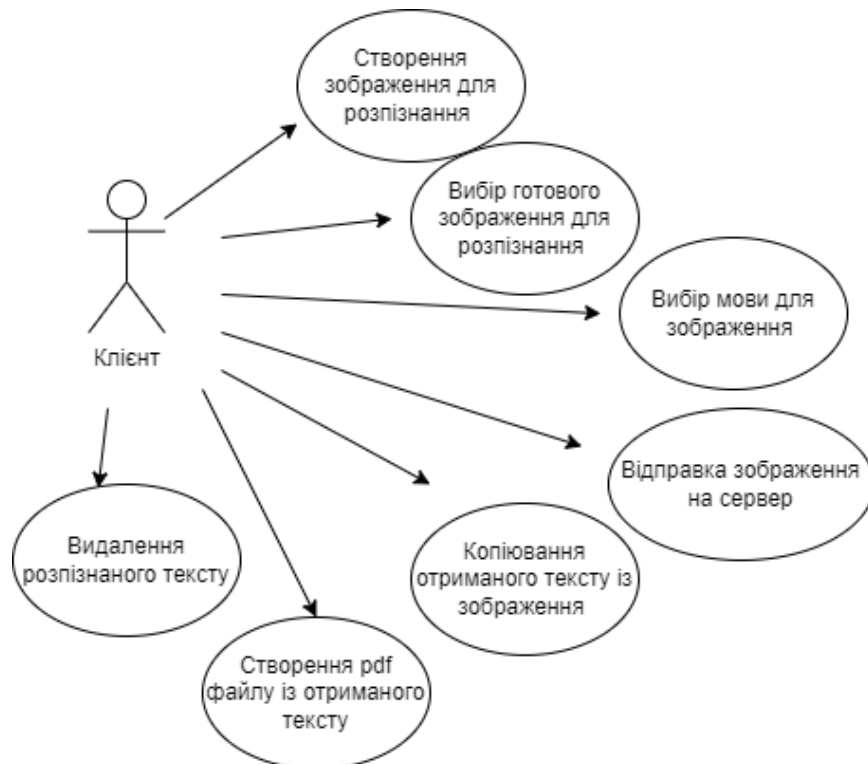 Створення
зображення для
розпізнання
Вибір готового
зображення для
розпізнання
Вибір мови для
зображення
Клієнт
Відправка зображення
на сервер
Видалення
розпізнаного тексту
Копіювання
отриманого тексту із
зображення
Створення pdf
файлу із отриманого
тексту